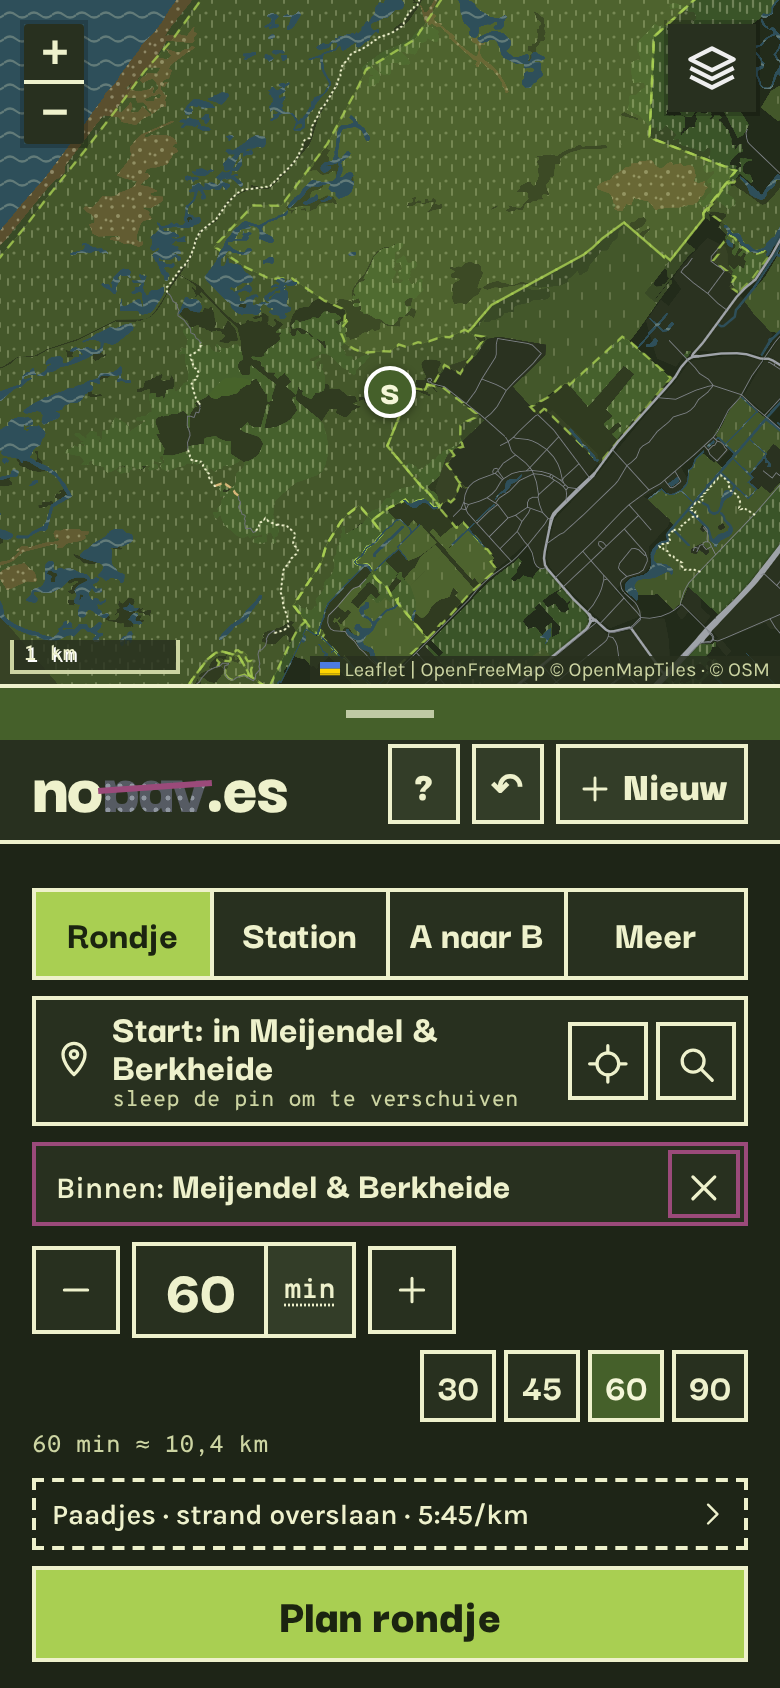 +
−
S
1 km
Leaflet | OpenFreeMap © OpenMapTiles · © OSM
nopav.es
?
↶
+ Nieuw
Rondje
Station
A naar B
Meer
Start: in Meijendel &
Berkheide
sleep de pin om te verschuiven
Binnen: Meijendel & Berkheide
−
60
min
+
30
45
60
90
60 min ≈ 10,4 km
Paadjes · strand overslaan · 5:45/km
Plan rondje